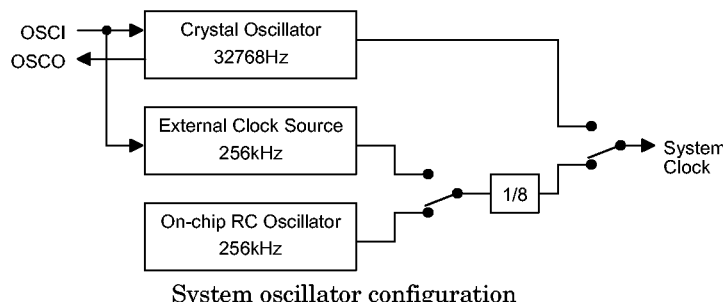 OSCI
OSCO
Crystal Oscillator
32768Hz
External Clock Source
256kHz
On-chip RC Oscillator
256kHz
1/8
System
Clock
System oscillator configuration